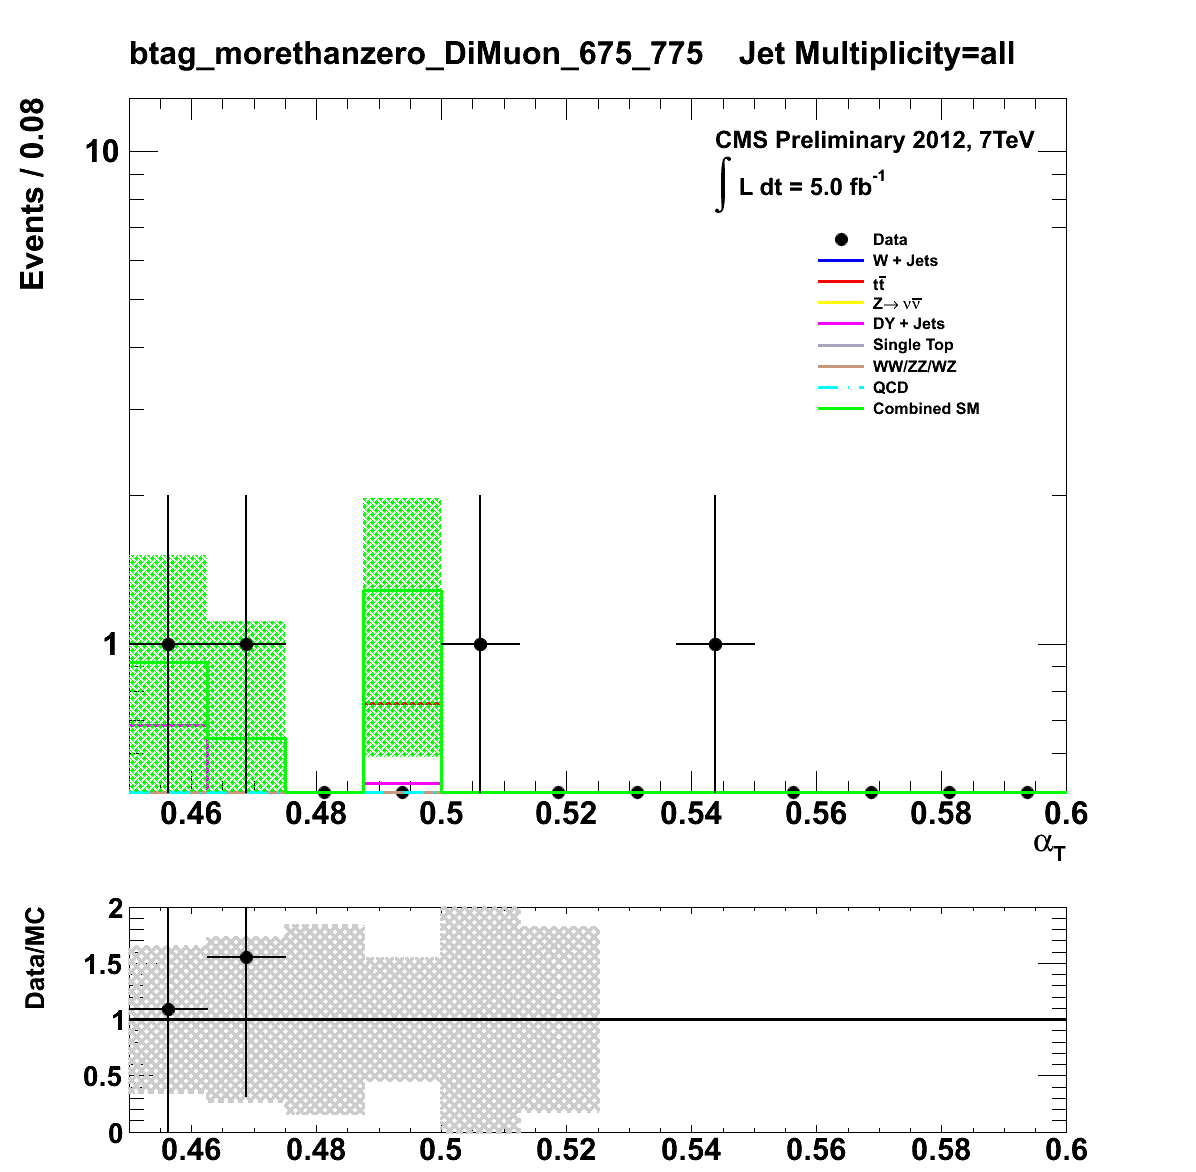 btag_morethanzero_DiMuon_675_775 Jet Multiplicity=all
Events / 0.08
10
1
CMS Preliminary 2012, 7TeV
∫ L dt = 5.0 fb⁻¹
Data
W + Jets
tt̅
Z→ νν̅
DY + Jets
Single Top
WW/ZZ/WZ
QCD
Combined SM
0.46 0.48 0.5 0.52 0.54 0.56 0.58 0.6
α_T
Data/MC
2
1.5
1
0.5
0
0.46 0.48 0.5 0.52 0.54 0.56 0.58 0.6